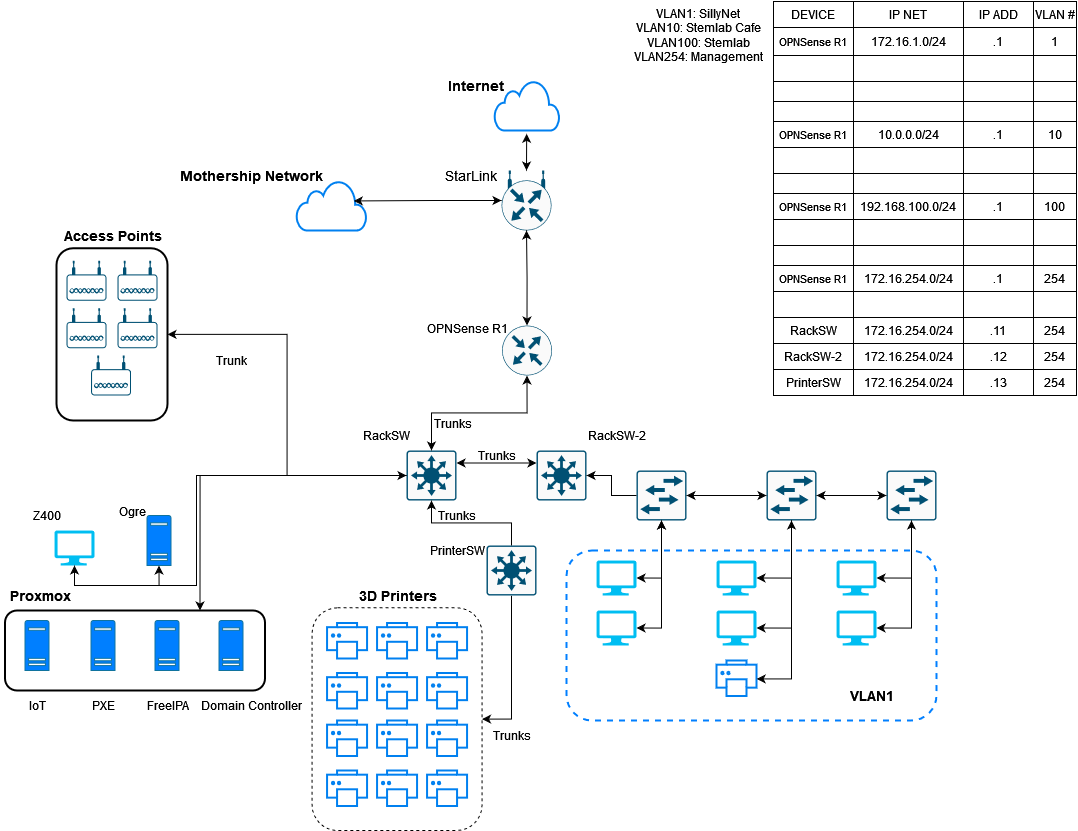 VLAN1: SillyNet
VLAN10: Stemlab Cafe
VLAN100: Stemlab
VLAN254: Management
DEVICE IP NET IP ADD VLAN #
OPNSense R1 172.16.1.0/24 .1 1
OPNSense R1 10.0.0.0/24 .1 10
OPNSense R1 192.168.100.0/24 .1 100
OPNSense R1 172.16.254.0/24 .1 254
RackSW 172.16.254.0/24 .11 254
RackSW-2 172.16.254.0/24 .12 254
PrinterSW 172.16.254.0/24 .13 254
Internet
Mothership Network
StarLink
Access Points
OPNSense R1
Trunk
Trunks
RackSW
RackSW-2
Trunks
Trunks
Z400
Ogre
PrinterSW
Proxmox
3D Printers
IoT
PXE
FreeIPA
Domain Controller
VLAN1
Trunks